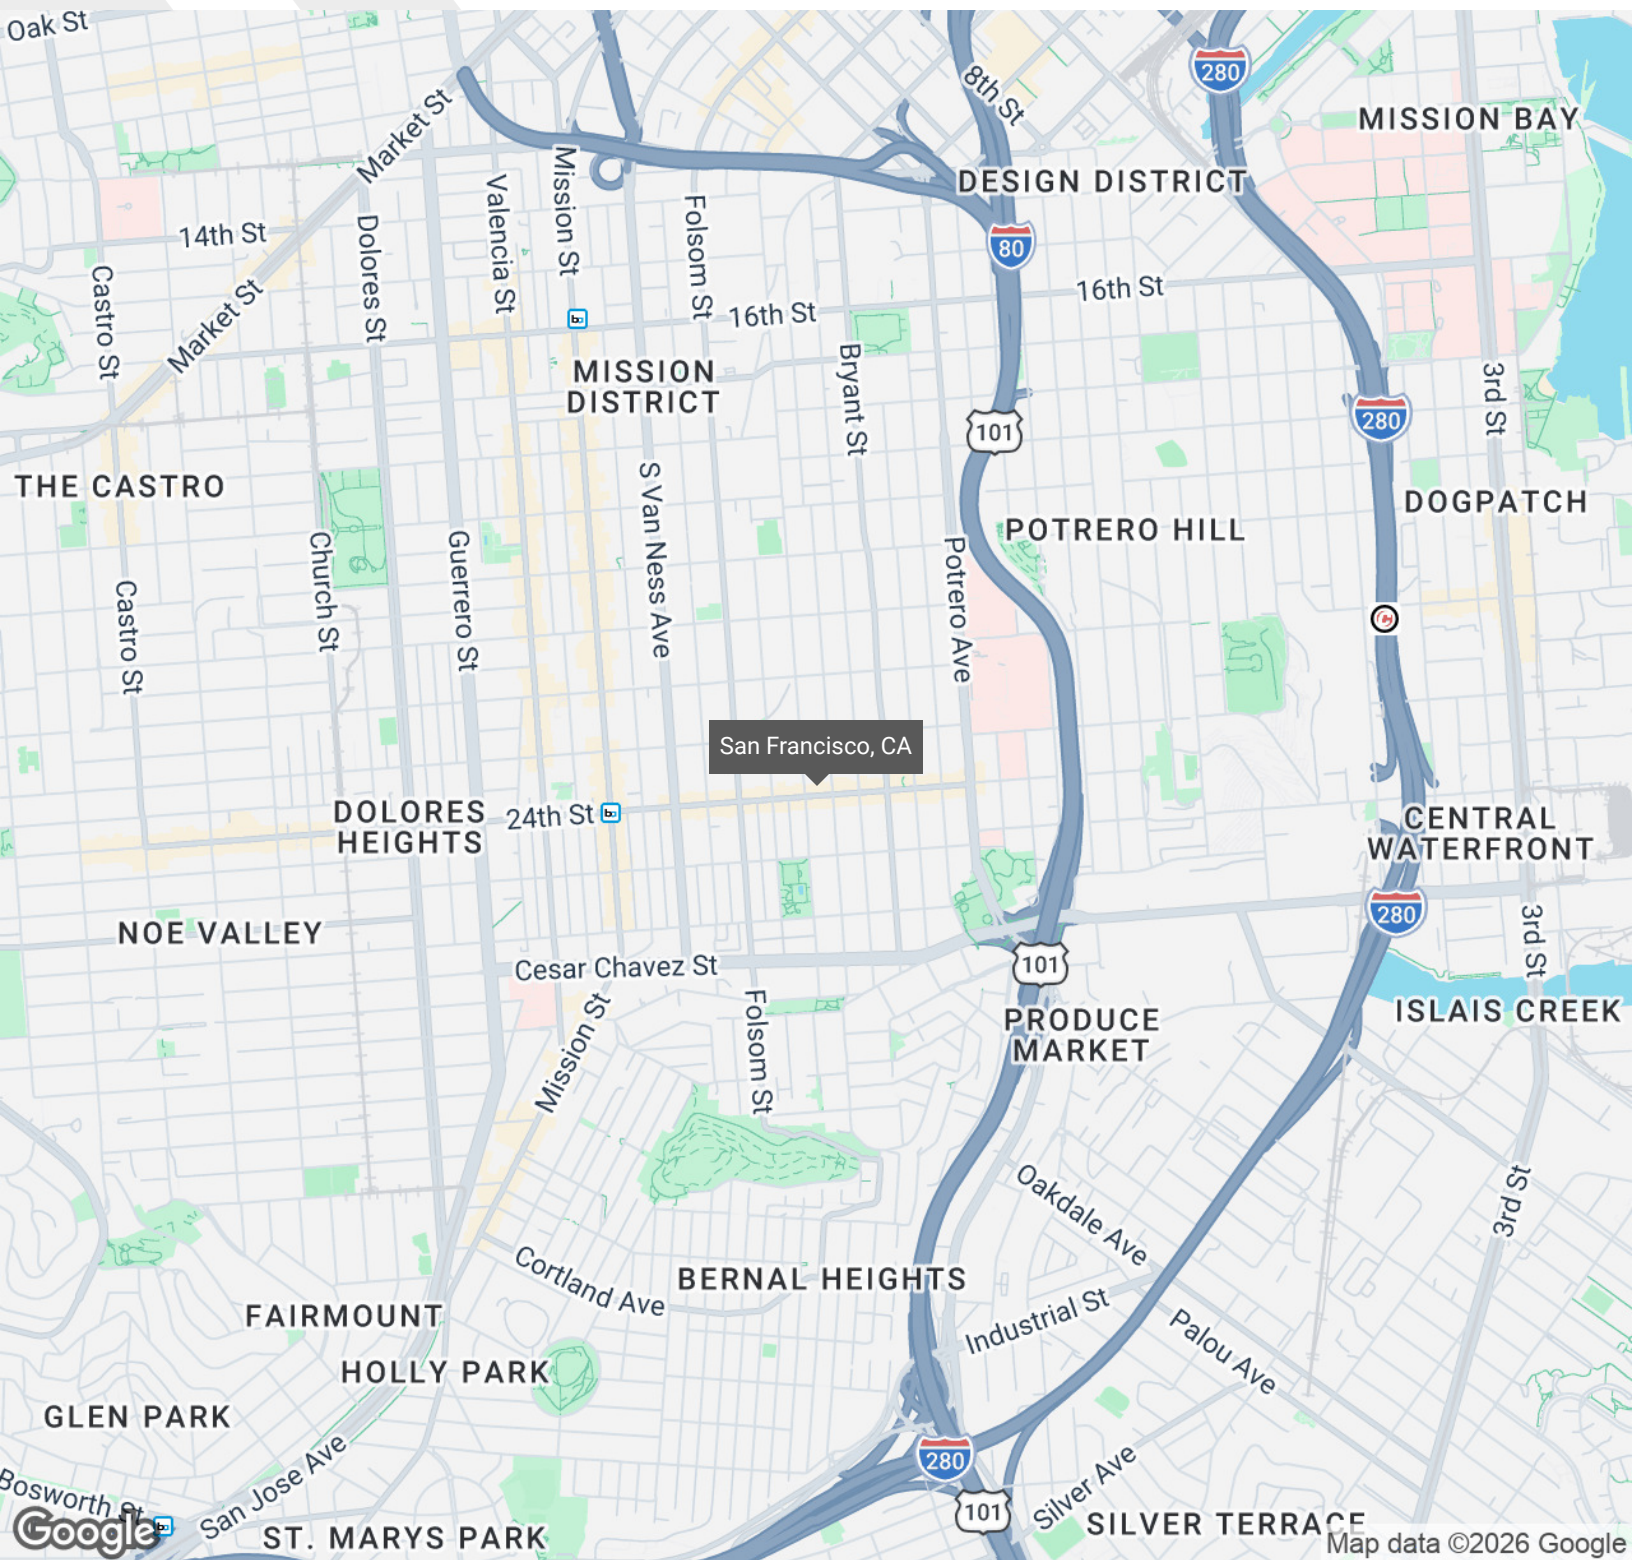 Oak St
8th St
280
MISSION BAY
Market St
Mission St
DESIGN DISTRICT
Valencia St
Folsom St
14th St
Dolores St
80
Castro St
Market St
16th St
16th St
Bryant St
MISSION
DISTRICT
3rd St
280
101
THE CASTRO
S Van Ness Ave
DOGPATCH
POTRERO HILL
Church St
Guerrero St
Potrero Ave
Castro St
San Francisco, CA
DOLORES
HEIGHTS
24th St
CENTRAL
WATERFRONT
280
NOE VALLEY
3rd St
Cesar Chavez St
101
ISLAIS CREEK
PRODUCE
MARKET
Mission St
Folsom St
Oakdale Ave
3rd St
Cortland Ave
BERNAL HEIGHTS
FAIRMOUNT
Industrial St
Palou Ave
HOLLY PARK
GLEN PARK
280
Bosworth St
San Jose Ave
101
Silver Ave
SILVER TERRACE
Google
ST. MARYS PARK
Map data ©2026 Google